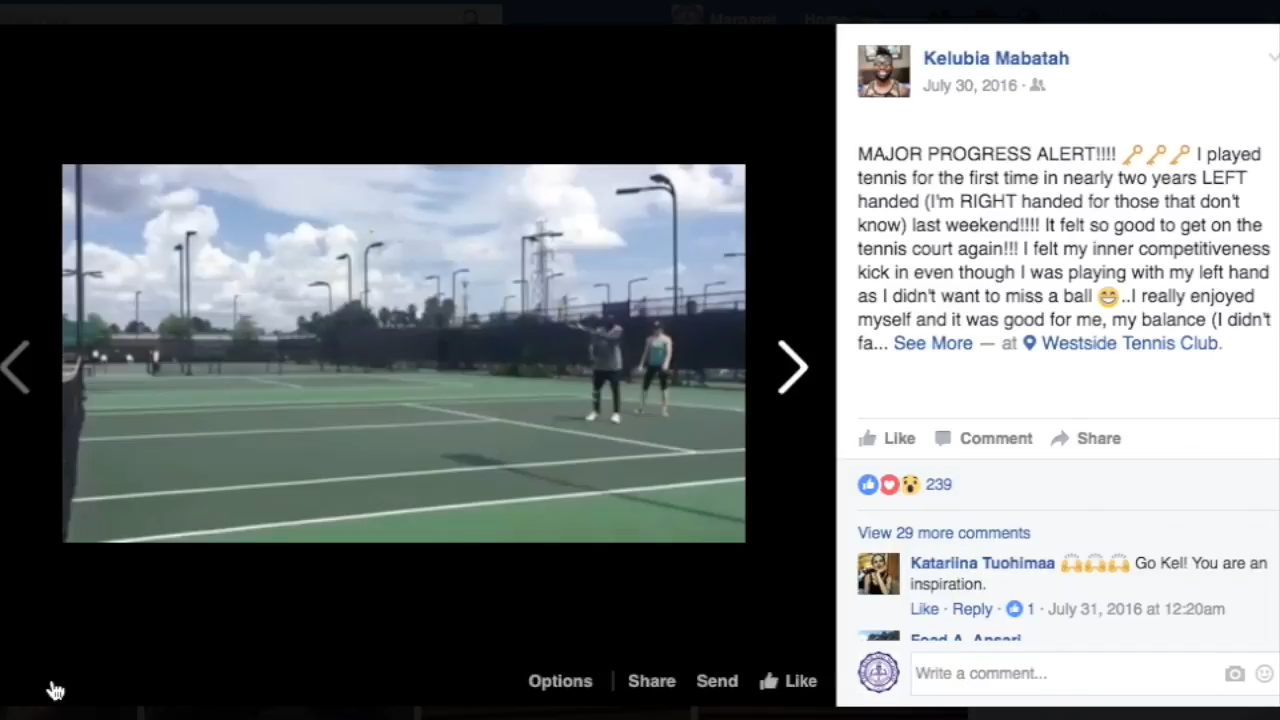 Margaret
Home
Kelubia Mabatah
July 30, 2016 ·
MAJOR PROGRESS ALERT!!!! 🗝🗝🗝 I played
tennis for the first time in nearly two years LEFT
handed (I'm RIGHT handed for those that don't
know) last weekend!!!! It felt so good to get on the
tennis court again!!! I felt my inner competitiveness
kick in even though I was playing with my left hand
as I didn't want to miss a ball 😁..I really enjoyed
myself and it was good for me, my balance (I didn't
fa... See More — at Westside Tennis Club.
Like Comment Share
239
View 29 more comments
Katariina Tuohimaa 🙌🙌🙌 Go Kel! You are an
inspiration.
Like · Reply · 1 · July 31, 2016 at 12:20am
Foad A. Ansari
Write a comment...
Options Share Send Like